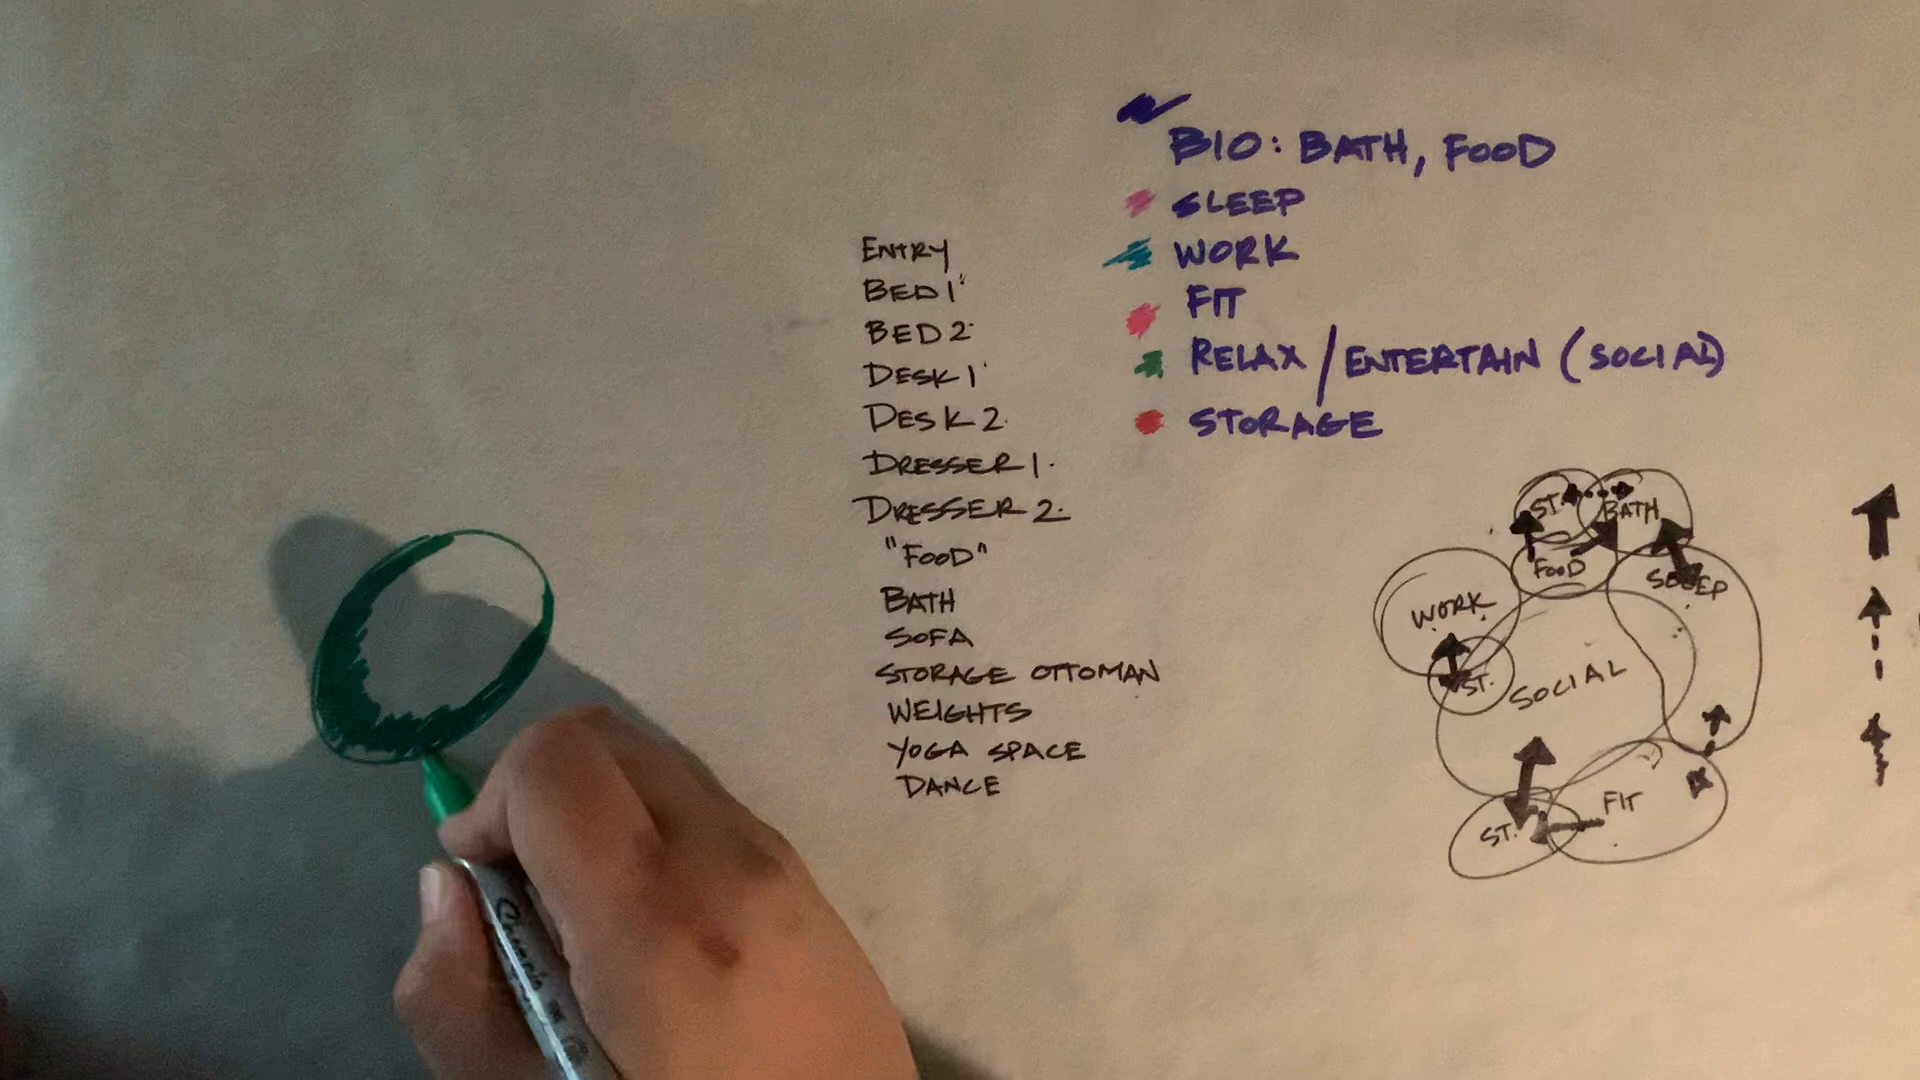 BIO: BATH, FOOD
SLEEP
WORK
FIT
RELAX / ENTERTAIN (SOCIAL)
STORAGE
ENTRY
BED 1
BED 2
DESK 1
DESK 2
DRESSER 1
DRESSER 2
"FOOD"
BATH
SOFA
STORAGE OTTOMAN
WEIGHTS
YOGA SPACE
DANCE
ST.
BATH
FOOD
SLEEP
WORK
ST.
SOCIAL
FIT
ST.
Sharpie